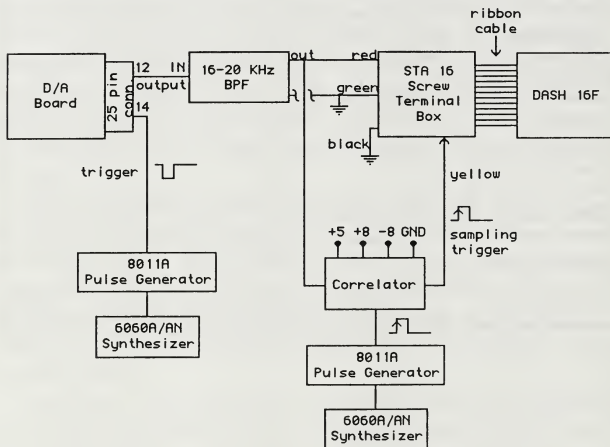 ribbon
cable
D/A
Board
25 pin
conn.
12
14
IN
output
16-20 KHz
BPF
out
red
green
black
STA 16
Screw
Terminal
Box
DASH 16F
trigger
yellow
sampling
trigger
+5 +8 -8 GND
Correlator
8011A
Pulse Generator
6060A/AN
Synthesizer
8011A
Pulse Generator
6060A/AN
Synthesizer